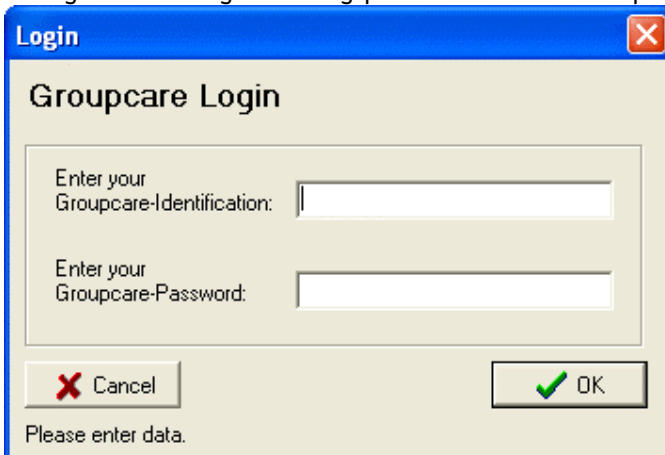 Login
Groupcare Login
Enter your
Groupcare-Identification:
Enter your
Groupcare-Password:
Cancel
OK
Please enter data.